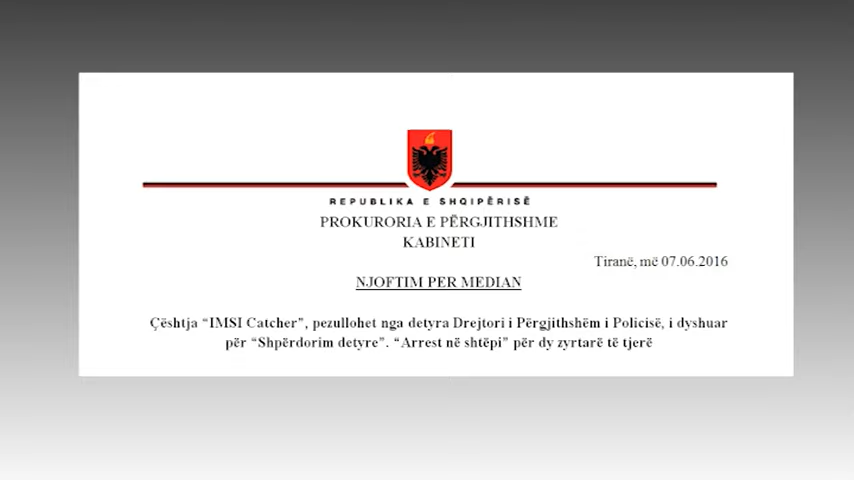 REPUBLIKA E SHQIPËRISË
PROKURORIA E PËRGJITHSHME
KABINETI
Tiranë, më 07.06.2016
NJOFTIM PER MEDIAN
Çështja “IMSI Catcher”, pezullohet nga detyra Drejtori i Përgjithshëm i Policisë, i dyshuar
për “Shpërdorim detyre”. “Arrest në shtëpi” për dy zyrtarë të tjerë